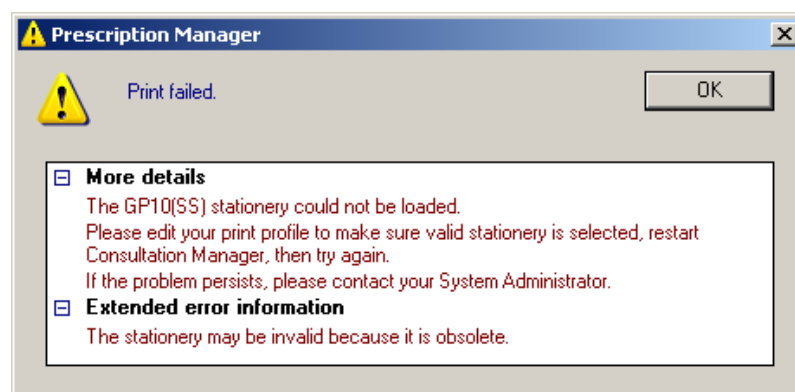 Prescription Manager
Print failed.
OK
More details
The GP10(SS) stationery could not be loaded.
Please edit your print profile to make sure valid stationery is selected, restart
Consultation Manager, then try again.
If the problem persists, please contact your System Administrator.
Extended error information
The stationery may be invalid because it is obsolete.